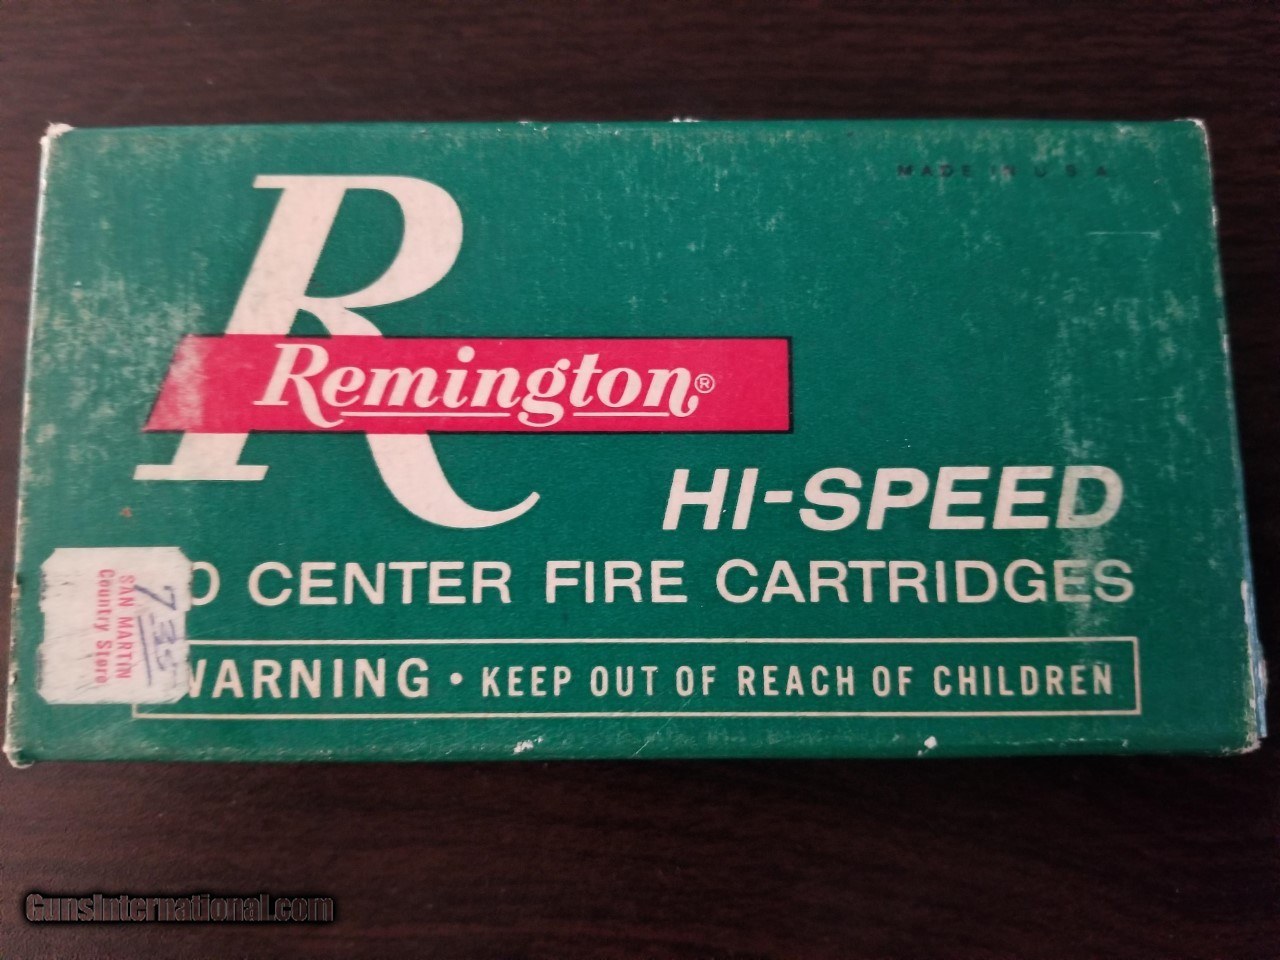 MADE IN U S A
R
Remington®
HI-SPEED
0 CENTER FIRE CARTRIDGES
WARNING • KEEP OUT OF REACH OF CHILDREN
SAN MARTIN
Country Store
GunsInternational.com